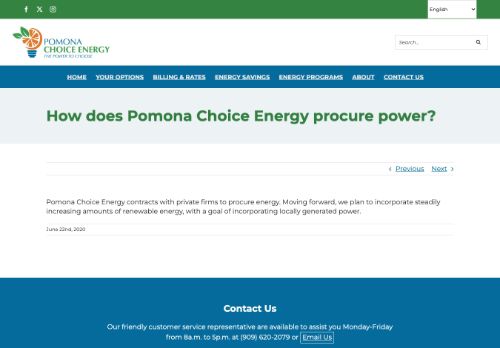 English
POMONA
CHOICE ENERGY
THE POWER TO CHOOSE
Search...
HOME YOUR OPTIONS BILLING & RATES ENERGY SAVINGS ENERGY PROGRAMS ABOUT CONTACT US
How does Pomona Choice Energy procure power?
Previous Next
Pomona Choice Energy contracts with private firms to procure energy. Moving forward, we plan to incorporate steadily
increasing amounts of renewable energy, with a goal of incorporating locally generated power.
June 22nd, 2020
Contact Us
Our friendly customer service representative are available to assist you Monday-Friday
from 8a.m. to 5p.m. at (909) 620-2079 or Email Us